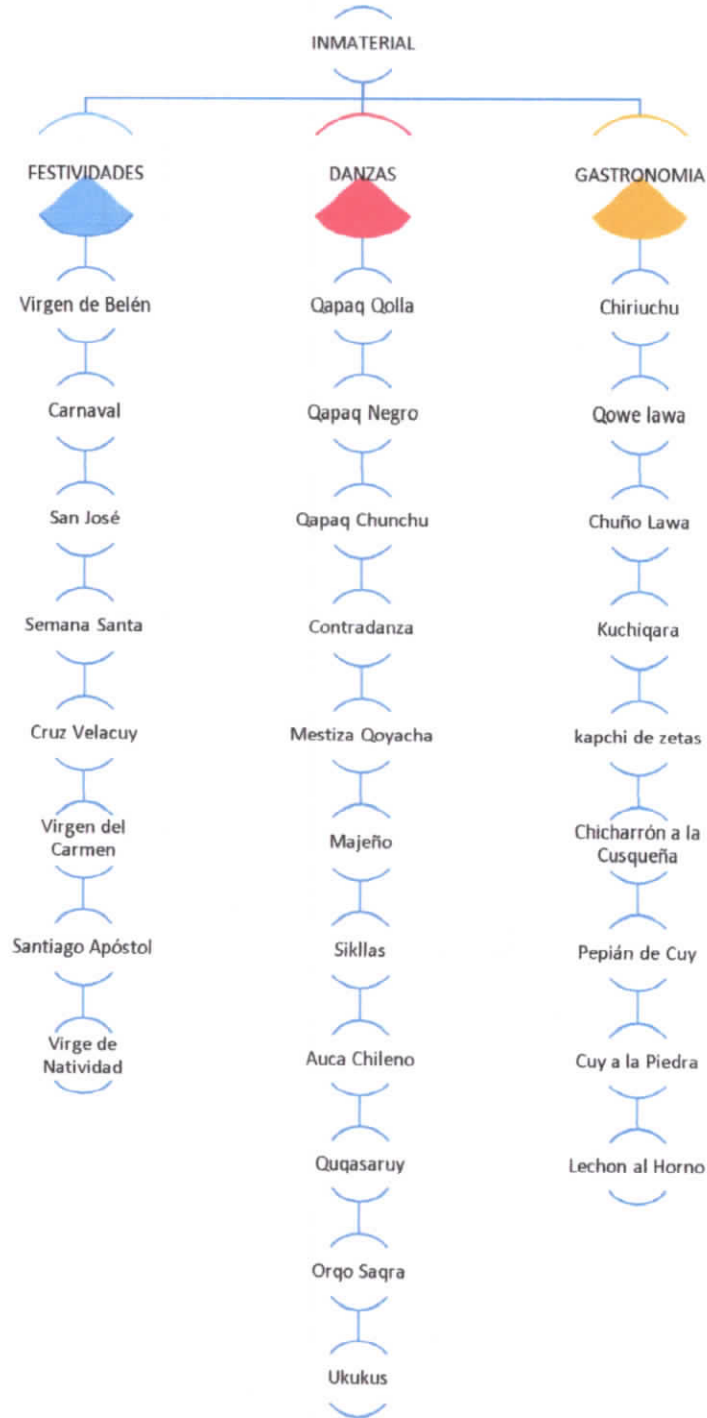 INMATERIAL
FESTIVIDADES
Virgen de Belén
Carnaval
San José
Semana Santa
Cruz Velacuy
Virgen del
Carmen
Santiago Apóstol
Virge de
Natividad
DANZAS
Qapaq Qolla
Qapaq Negro
Qapaq Chunchu
Contradanza
Mestiza Qoyacha
Majeño
Sikllas
Auca Chileno
Quqasaruy
Orqo Saqra
Ukukus
GASTRONOMIA
Chiriuchu
Qowe lawa
Chuño Lawa
Kuchiqara
kapchi de zetas
Chicharrón a la
Cusqueña
Pepián de Cuy
Cuy a la Piedra
Lechon al Horno